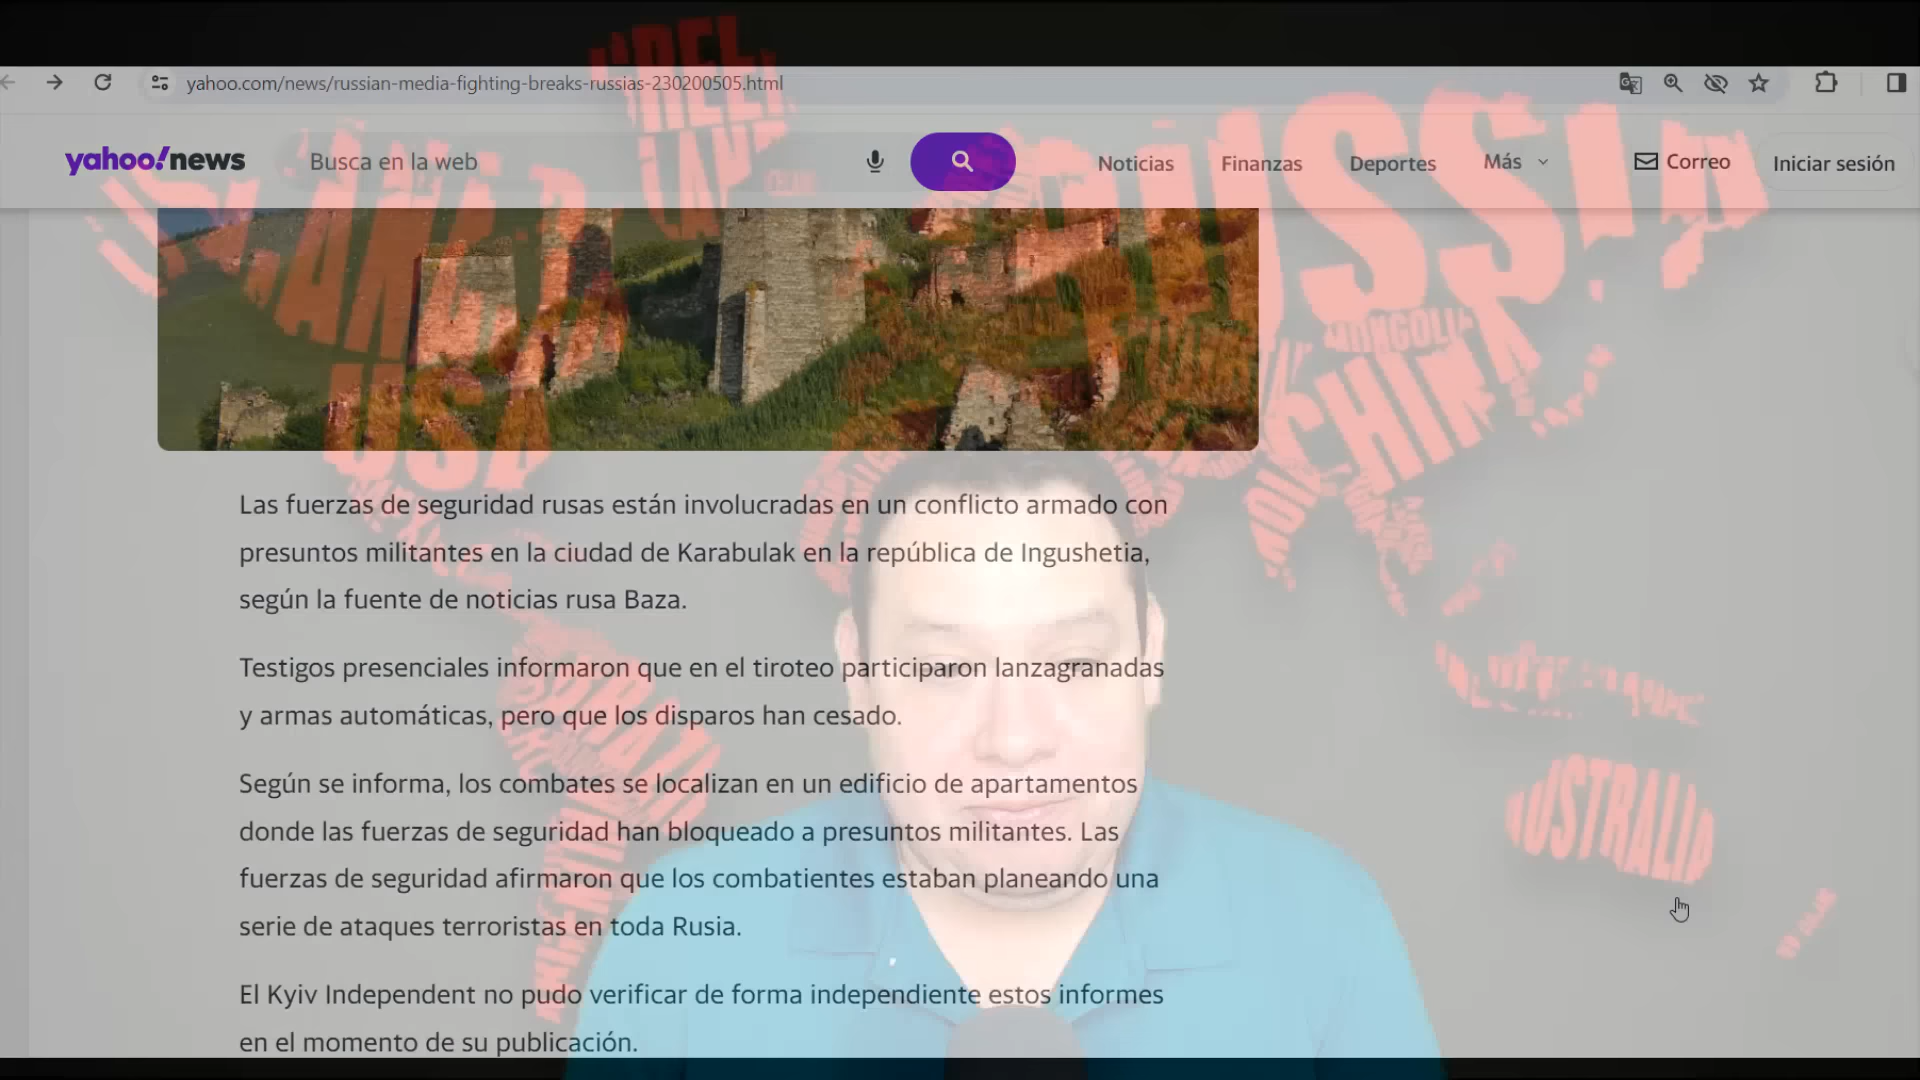 yahoo.com/news/russian-media-fighting-breaks-russias-230200505.html
yahoo!news
Busca en la web
Noticias
Finanzas
Deportes
Más
Correo
Iniciar sesión
RUSSIA
MONGOLIA
CHINA
USA
BRAZIL
AUSTRALIA
Las fuerzas de seguridad rusas están involucradas en un conflicto armado con
presuntos militantes en la ciudad de Karabulak en la república de Ingushetia,
según la fuente de noticias rusa Baza.
Testigos presenciales informaron que en el tiroteo participaron lanzagranadas
y armas automáticas, pero que los disparos han cesado.
Según se informa, los combates se localizan en un edificio de apartamentos
donde las fuerzas de seguridad han bloqueado a presuntos militantes. Las
fuerzas de seguridad afirmaron que los combatientes estaban planeando una
serie de ataques terroristas en toda Rusia.
El Kyiv Independent no pudo verificar de forma independiente estos informes
en el momento de su publicación.